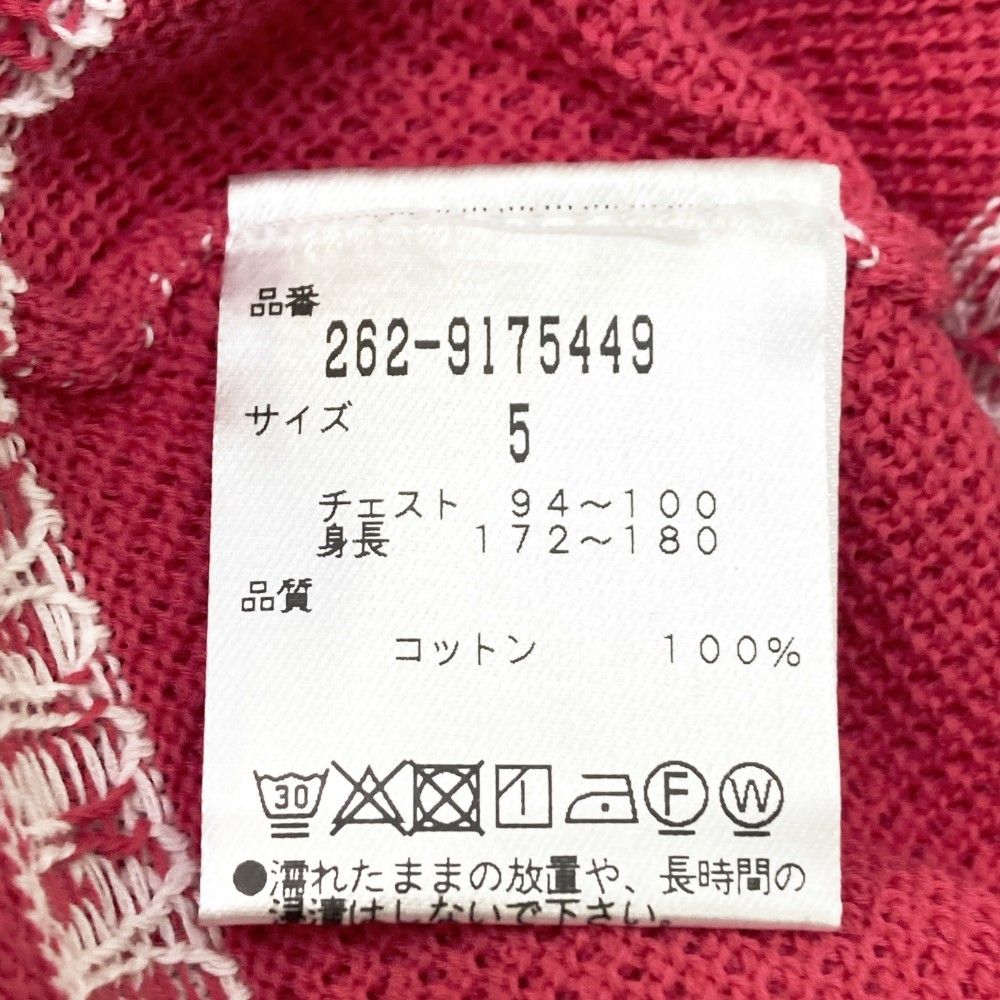 品番
262-9175449
サイズ 5
チェスト 94～100
身長 172～180
品質
コットン 100%
30 1 F W
●濡れたままの放置や、長時間の
浸漬はしないで下さい。